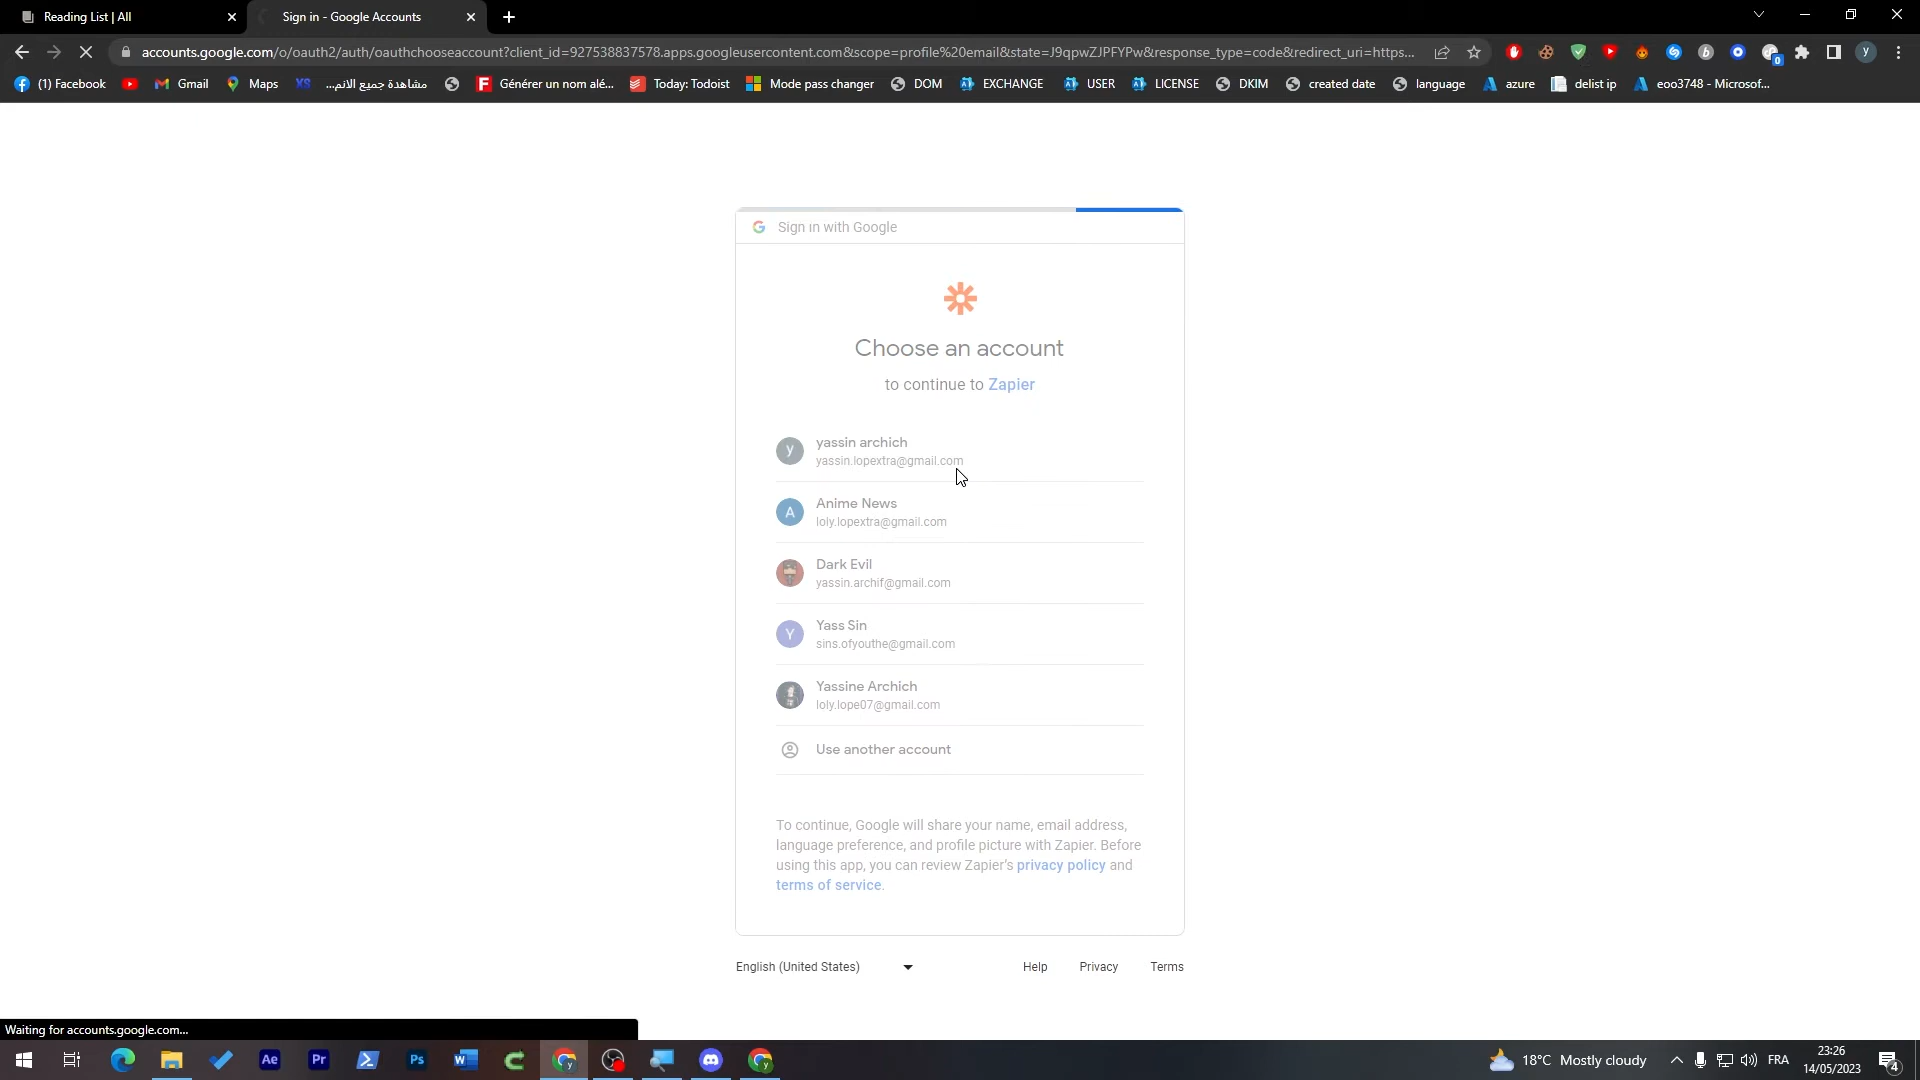 Reading List | All
Sign in - Google Accounts
accounts.google.com/o/oauth2/auth/oauthchooseaccount?client_id=927538837578.apps.googleusercontent.com&scope=profile%20email&state=J9qpwZJPFYPw&response_type=code&redirect_uri=https...
(1) Facebook
Gmail
Maps
مشاهدة جميع الانم...
Générer un nom alé...
Today: Todoist
Mode pass changer
DOM
EXCHANGE
USER
LICENSE
DKIM
created date
language
azure
delist ip
eoo3748 - Microsof...
Sign in with Google
Choose an account
to continue to Zapier
y
yassin archich
yassin.lopextra@gmail.com
A
Anime News
loly.lopextra@gmail.com
Dark Evil
yassin.archif@gmail.com
Y
Yass Sin
sins.ofyouthe@gmail.com
Yassine Archich
loly.lope07@gmail.com
Use another account
To continue, Google will share your name, email address,
language preference, and profile picture with Zapier. Before
using this app, you can review Zapier's privacy policy and
terms of service.
English (United States)
Help
Privacy
Terms
Waiting for accounts.google.com...
Ae
Pr
Ps
18°C Mostly cloudy
FRA
23:26
14/05/2023
4